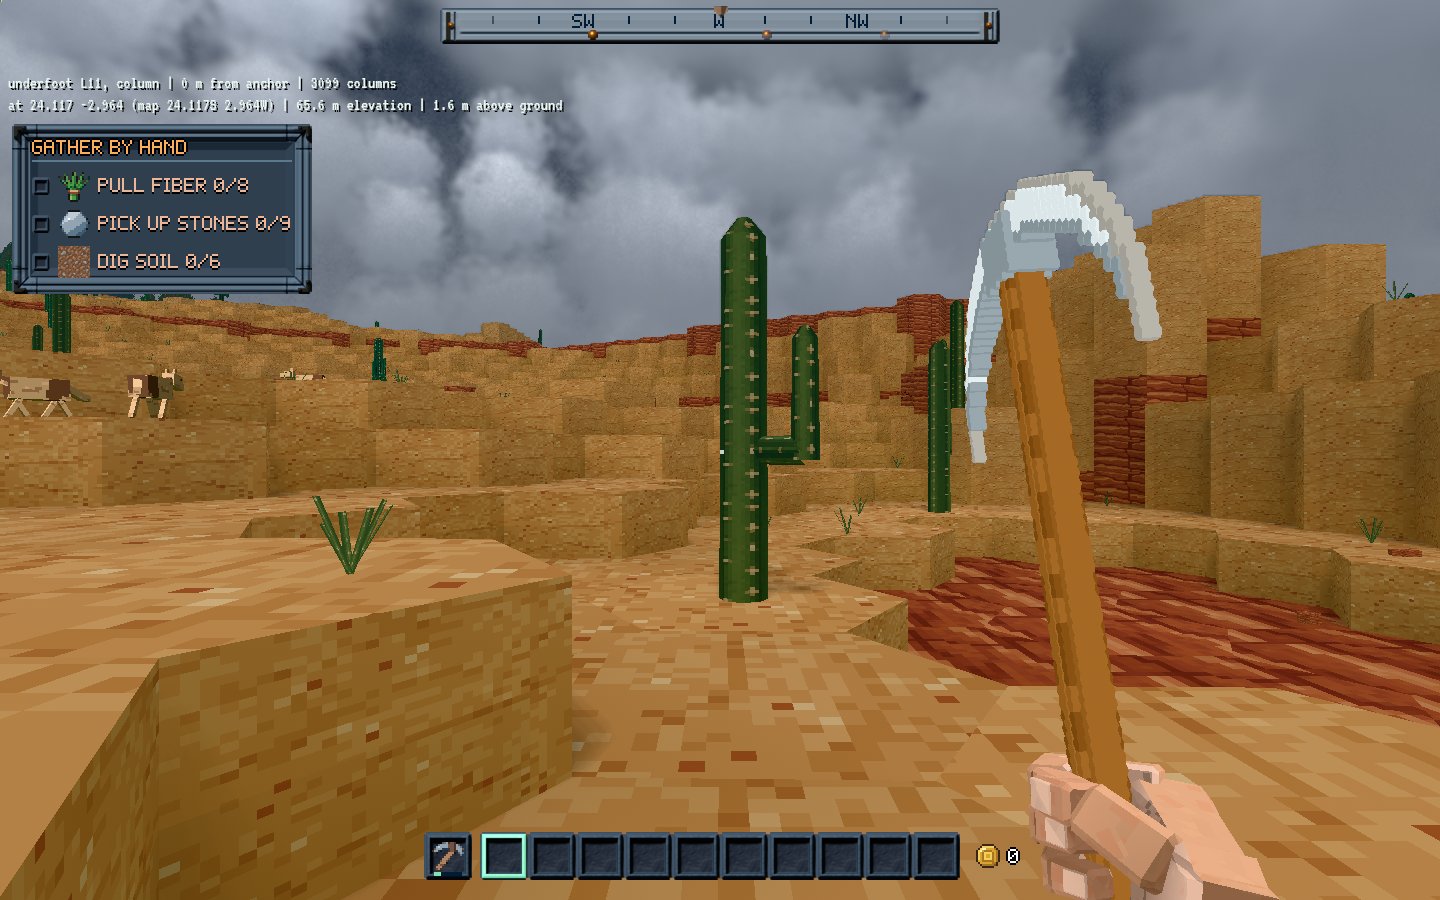 SW W NW
underfoot L11, column | 0 m from anchor | 3099 columns
at 24.117 -2.964 (map 24.117S 2.964W) | 65.6 m elevation | 1.6 m above ground
GATHER BY HAND
PULL FIBER 0/8
PICK UP STONES 0/9
DIG SOIL 0/6
0